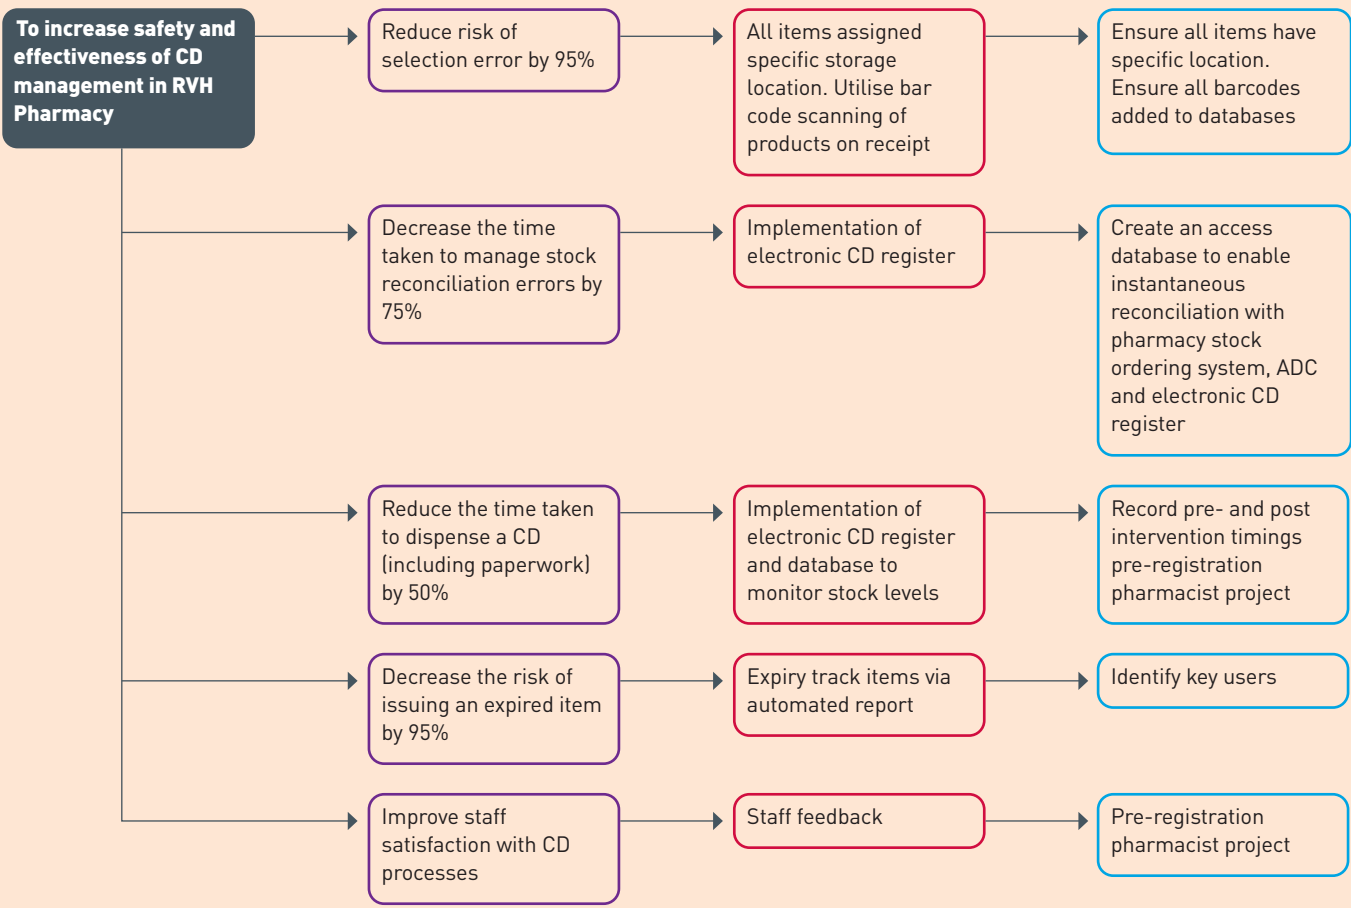 To increase safety and
effectiveness of CD
management in RVH
Pharmacy
Reduce risk of
selection error by 95%
All items assigned
specific storage
location. Utilise bar
code scanning of
products on receipt
Ensure all items have
specific location.
Ensure all barcodes
added to databases
Decrease the time
taken to manage stock
reconciliation errors by
75%
Implementation of
electronic CD register
Create an access
database to enable
instantaneous
reconciliation with
pharmacy stock
ordering system, ADC
and electronic CD
register
Reduce the time taken
to dispense a CD
(including paperwork)
by 50%
Implementation of
electronic CD register
and database to
monitor stock levels
Record pre- and post
intervention timings
pre-registration
pharmacist project
Decrease the risk of
issuing an expired item
by 95%
Expiry track items via
automated report
Identify key users
Improve staff
satisfaction with CD
processes
Staff feedback
Pre-registration
pharmacist project